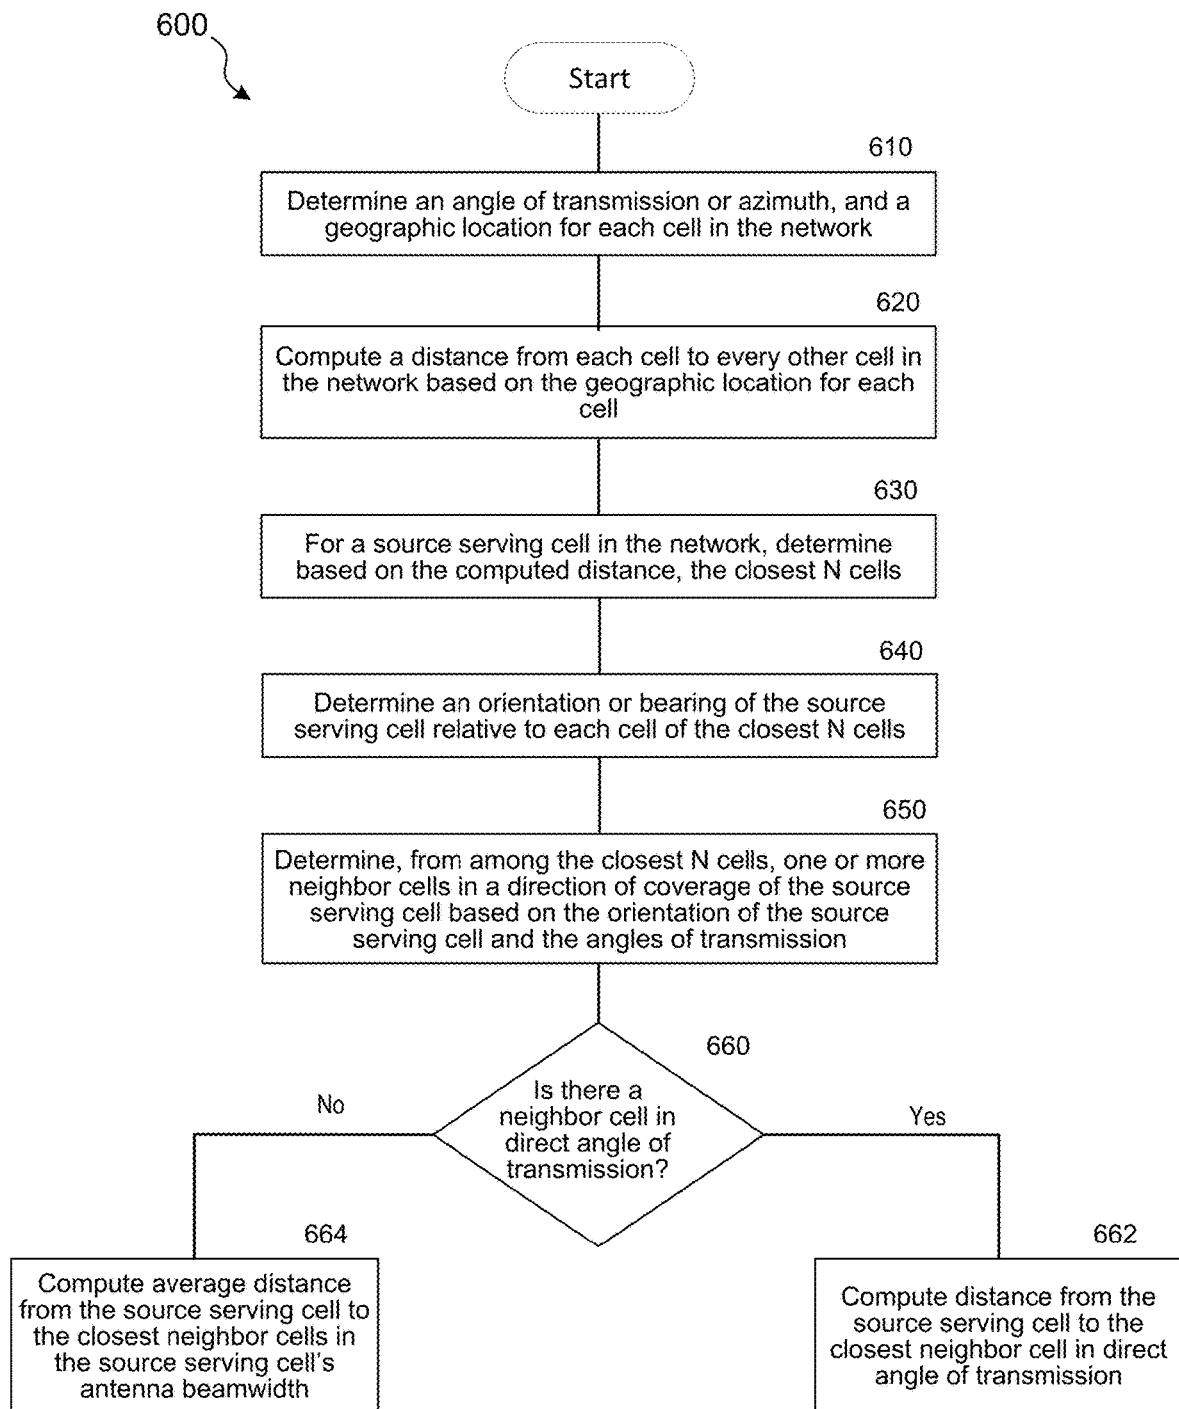 600
Start
610
Determine an angle of transmission or azimuth, and a
geographic location for each cell in the network
620
Compute a distance from each cell to every other cell in
the network based on the geographic location for each
cell
630
For a source serving cell in the network, determine
based on the computed distance, the closest N cells
640
Determine an orientation or bearing of the source
serving cell relative to each cell of the closest N cells
650
Determine, from among the closest N cells, one or more
neighbor cells in a direction of coverage of the source
serving cell based on the orientation of the source
serving cell and the angles of transmission
660
Is there a
neighbor cell in
direct angle of
transmission?
No
Yes
664
Compute average distance
from the source serving cell to
the closest neighbor cells in
the source serving cell's
antenna beamwidth
662
Compute distance from the
source serving cell to the
closest neighbor cell in direct
angle of transmission